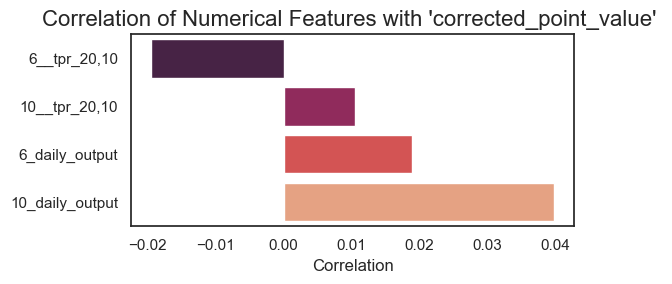 Correlation of Numerical Features with 'corrected_point_value'
6__tpr_20,10
10__tpr_20,10
6_daily_output
10_daily_output
−0.02 −0.01 0.00 0.01 0.02 0.03 0.04
Correlation